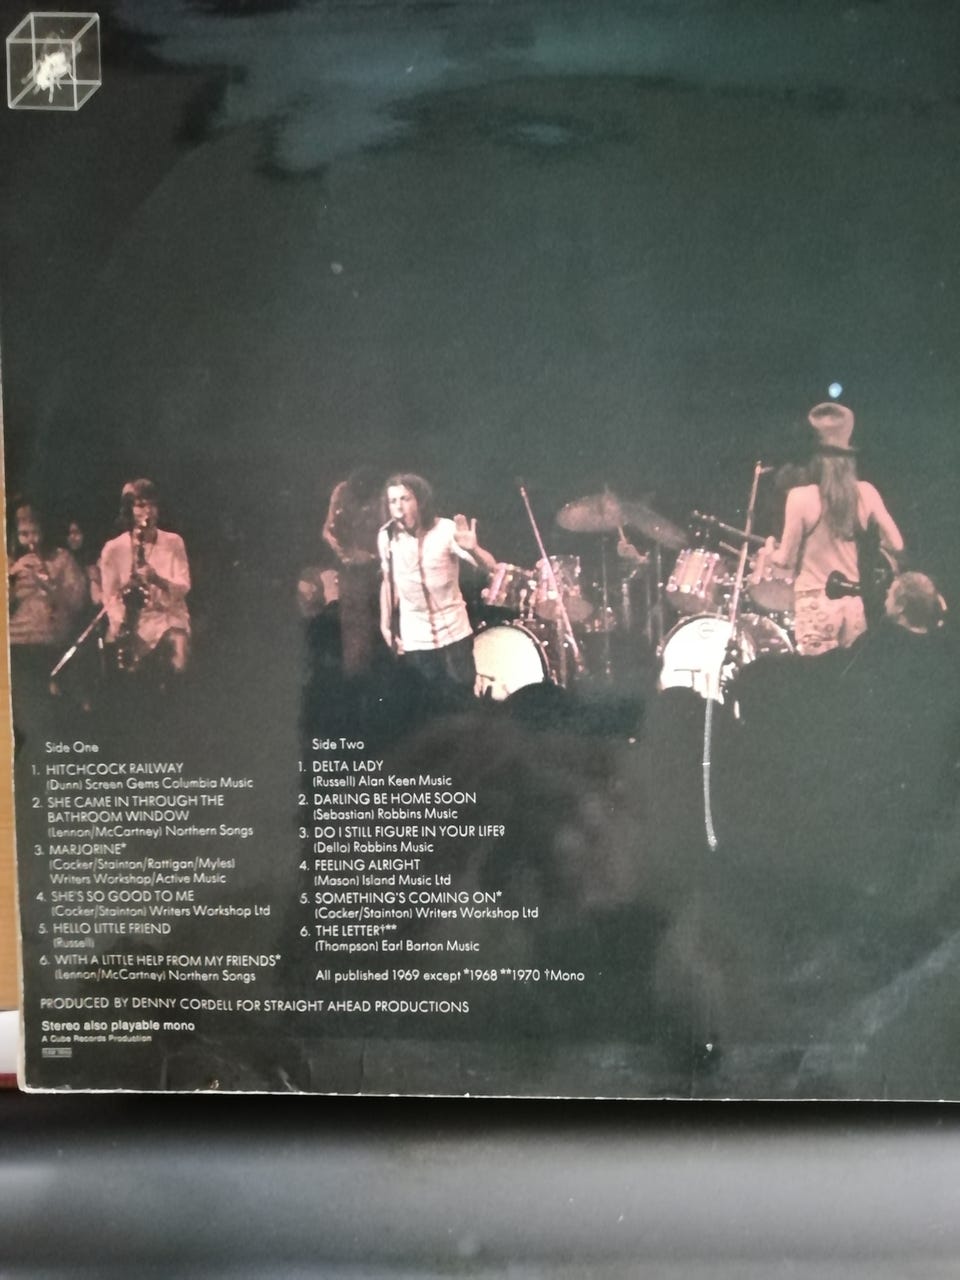 Side One
1. HITCHCOCK RAILWAY
(Dunn) Screen Gems Columbia Music
2. SHE CAME IN THROUGH THE
BATHROOM WINDOW
(Lennon/McCartney) Northern Songs
3. MARJORINE*
(Cocker/Stainton/Rattigan/Myles)
Writers Workshop/Active Music
4. SHE'S SO GOOD TO ME
(Cocker/Stainton) Writers Workshop Ltd
5. HELLO LITTLE FRIEND
(Russell)
6. WITH A LITTLE HELP FROM MY FRIENDS*
(Lennon/McCartney) Northern Songs
Side Two
1. DELTA LADY
(Russell) Alan Keen Music
2. DARLING BE HOME SOON
(Sebastian) Robbins Music
3. DO I STILL FIGURE IN YOUR LIFE?
(Dello) Robbins Music
4. FEELING ALRIGHT
(Mason) Island Music Ltd
5. SOMETHING'S COMING ON*
(Cocker/Stainton) Writers Workshop Ltd
6. THE LETTER†**
(Thompson) Earl Barton Music
All published 1969 except *1968 **1970 †Mono
PRODUCED BY DENNY CORDELL FOR STRAIGHT AHEAD PRODUCTIONS
Stereo also playable mono
A Cube Records Production